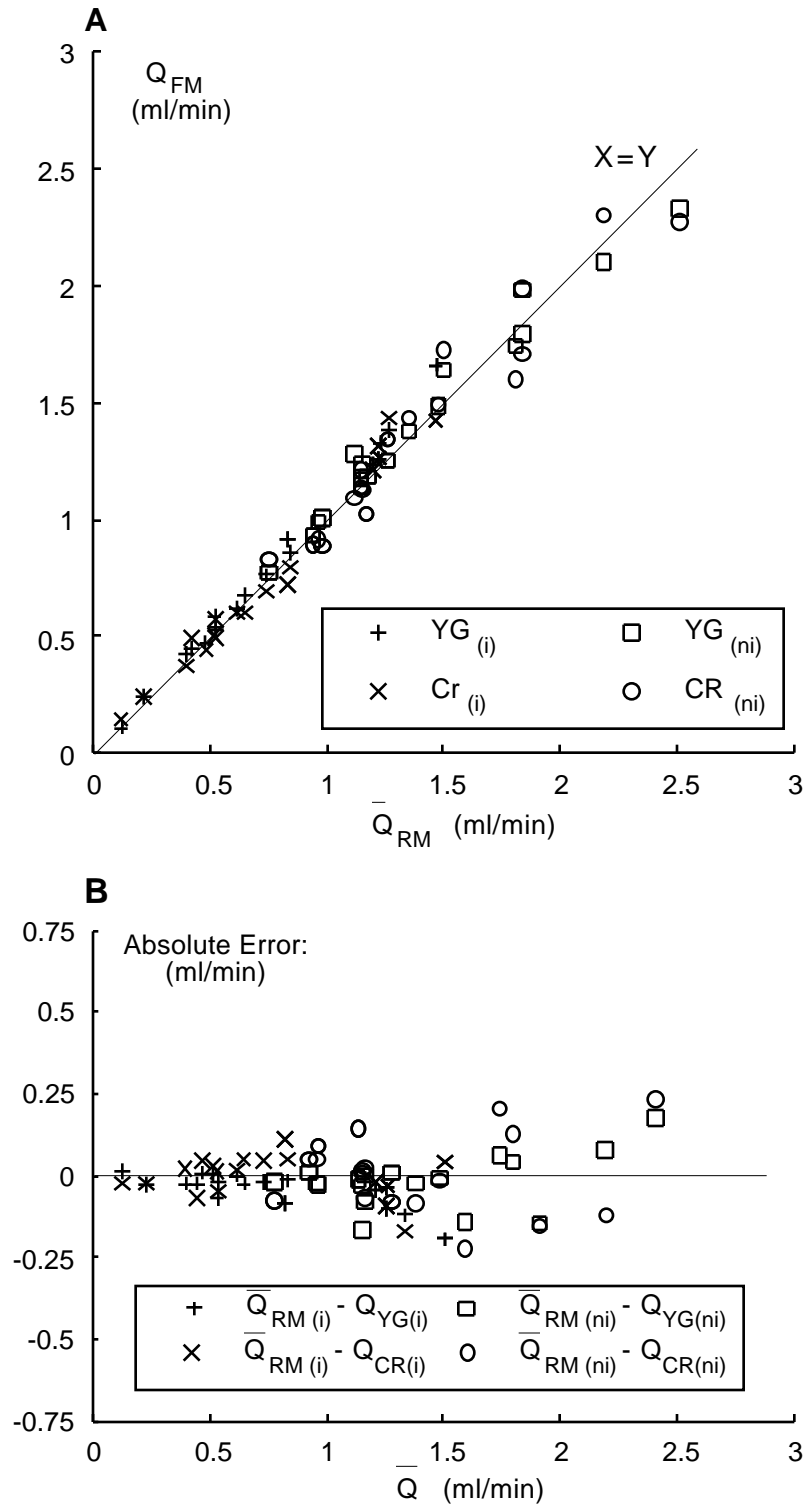 A
3
Q FM
(ml/min)
X=Y
2.5
2
1.5
1
0.5
0
+ YG (i) □ YG (ni)
× Cr (i) ○ CR (ni)
0 0.5 1 1.5 2 2.5 3
Q̅ RM (ml/min)
B
0.75
Absolute Error:
(ml/min)
0.5
0.25
0
-0.25
-0.5
-0.75
+ Q̅ RM (i) - Q YG(i) □ Q̅ RM (ni) - Q YG(ni)
× Q̅ RM (i) - Q CR(i) ○ Q̅ RM (ni) - Q CR(ni)
0 0.5 1 1.5 2 2.5 3
Q̅ (ml/min)